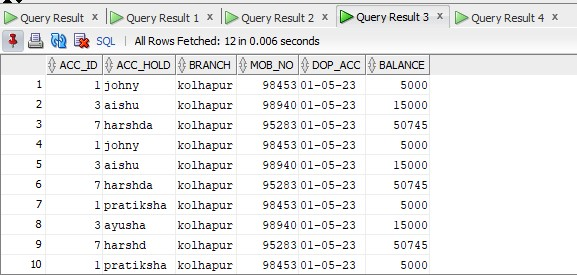 Query Result x Query Result 1 x Query Result 2 x Query Result 3 x Query Result 4 x
SQL | All Rows Fetched: 12 in 0.006 seconds
ACC_ID ACC_HOLD BRANCH MOB_NO DOP_ACC BALANCE
1 1 johny kolhapur 98453 01-05-23 5000
2 3 aishu kolhapur 98940 01-05-23 15000
3 7 harshda kolhapur 95283 01-05-23 50745
4 1 johny kolhapur 98453 01-05-23 5000
5 3 aishu kolhapur 98940 01-05-23 15000
6 7 harshda kolhapur 95283 01-05-23 50745
7 1 pratiksha kolhapur 98453 01-05-23 5000
8 3 ayusha kolhapur 98940 01-05-23 15000
9 7 harshd kolhapur 95283 01-05-23 50745
10 1 pratiksha kolhapur 98453 01-05-23 5000